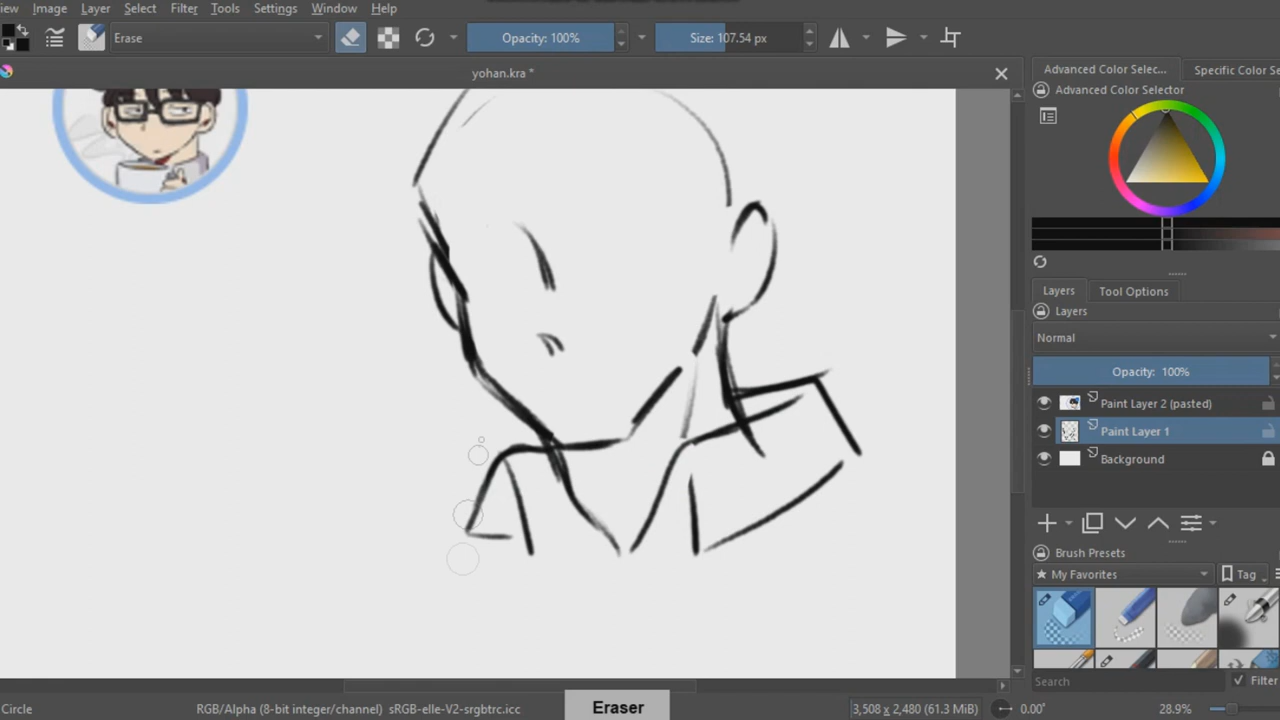 iew Image Layer Select Filter Tools Settings Window Help
Erase
Opacity: 100%
Size: 107.54 px
yohan.kra *
Advanced Color Selec...
Specific Color Se
Advanced Color Selector
Layers
Tool Options
Layers
Normal
Opacity: 100%
Paint Layer 2 (pasted)
Paint Layer 1
Background
Brush Presets
★ My Favorites
Tag
Search
Filter
Circle
RGB/Alpha (8-bit integer/channel) sRGB-elle-V2-srgbtrc.icc
Eraser
3,508 x 2,480 (61.3 MiB)
0.00°
28.9%